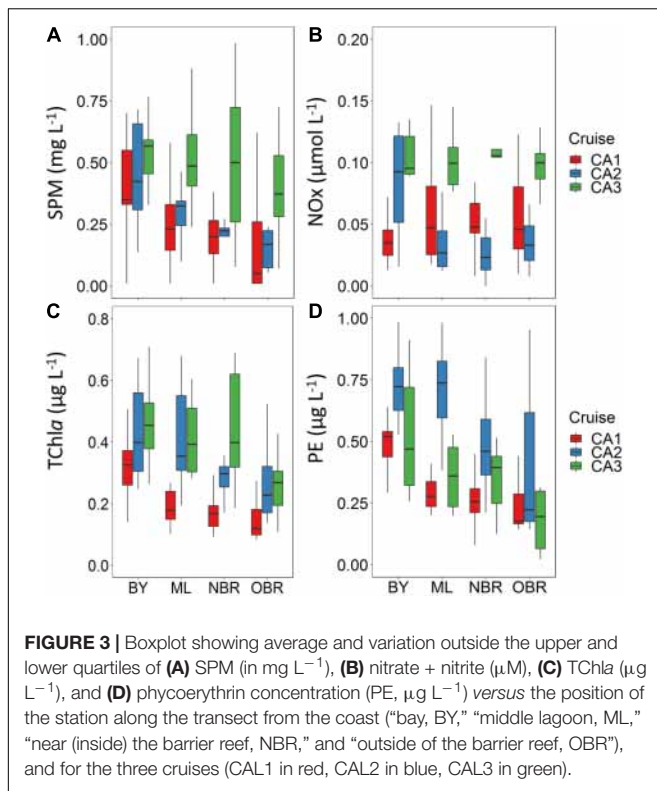 A
B
1.00
0.75
0.50
0.25
0.00
SPM (mg L⁻¹)
0.20
0.15
0.10
0.05
0.00
NOx (µmol L⁻¹)
Cruise
CA1
CA2
CA3
C
D
0.8
0.6
0.4
0.2
0.0
TChla (µg L⁻¹)
BY ML NBR OBR
1.00
0.75
0.50
0.25
0.00
PE (µg L⁻¹)
BY ML NBR OBR
Cruise
CA1
CA2
CA3
FIGURE 3 | Boxplot showing average and variation outside the upper and
lower quartiles of (A) SPM (in mg L⁻¹), (B) nitrate + nitrite (µM), (C) TChla (µg
L⁻¹), and (D) phycoerythrin concentration (PE, µg L⁻¹) versus the position of
the station along the transect from the coast (“bay, BY,” “middle lagoon, ML,”
“near (inside) the barrier reef, NBR,” and “outside of the barrier reef, OBR”),
and for the three cruises (CAL1 in red, CAL2 in blue, CAL3 in green).